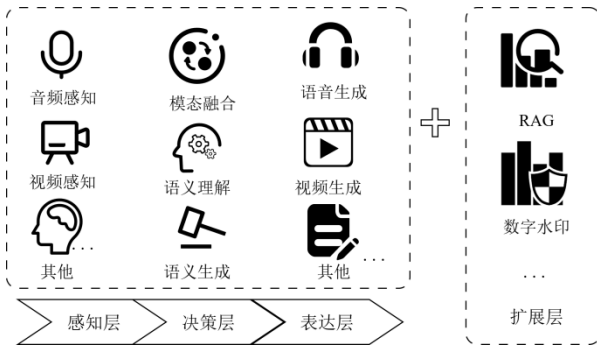 音频感知
模态融合
语音生成
视频感知
语义理解
视频生成
...
其他
语义生成
其他
...
感知层
决策层
表达层
RAG
数字水印
...
扩展层